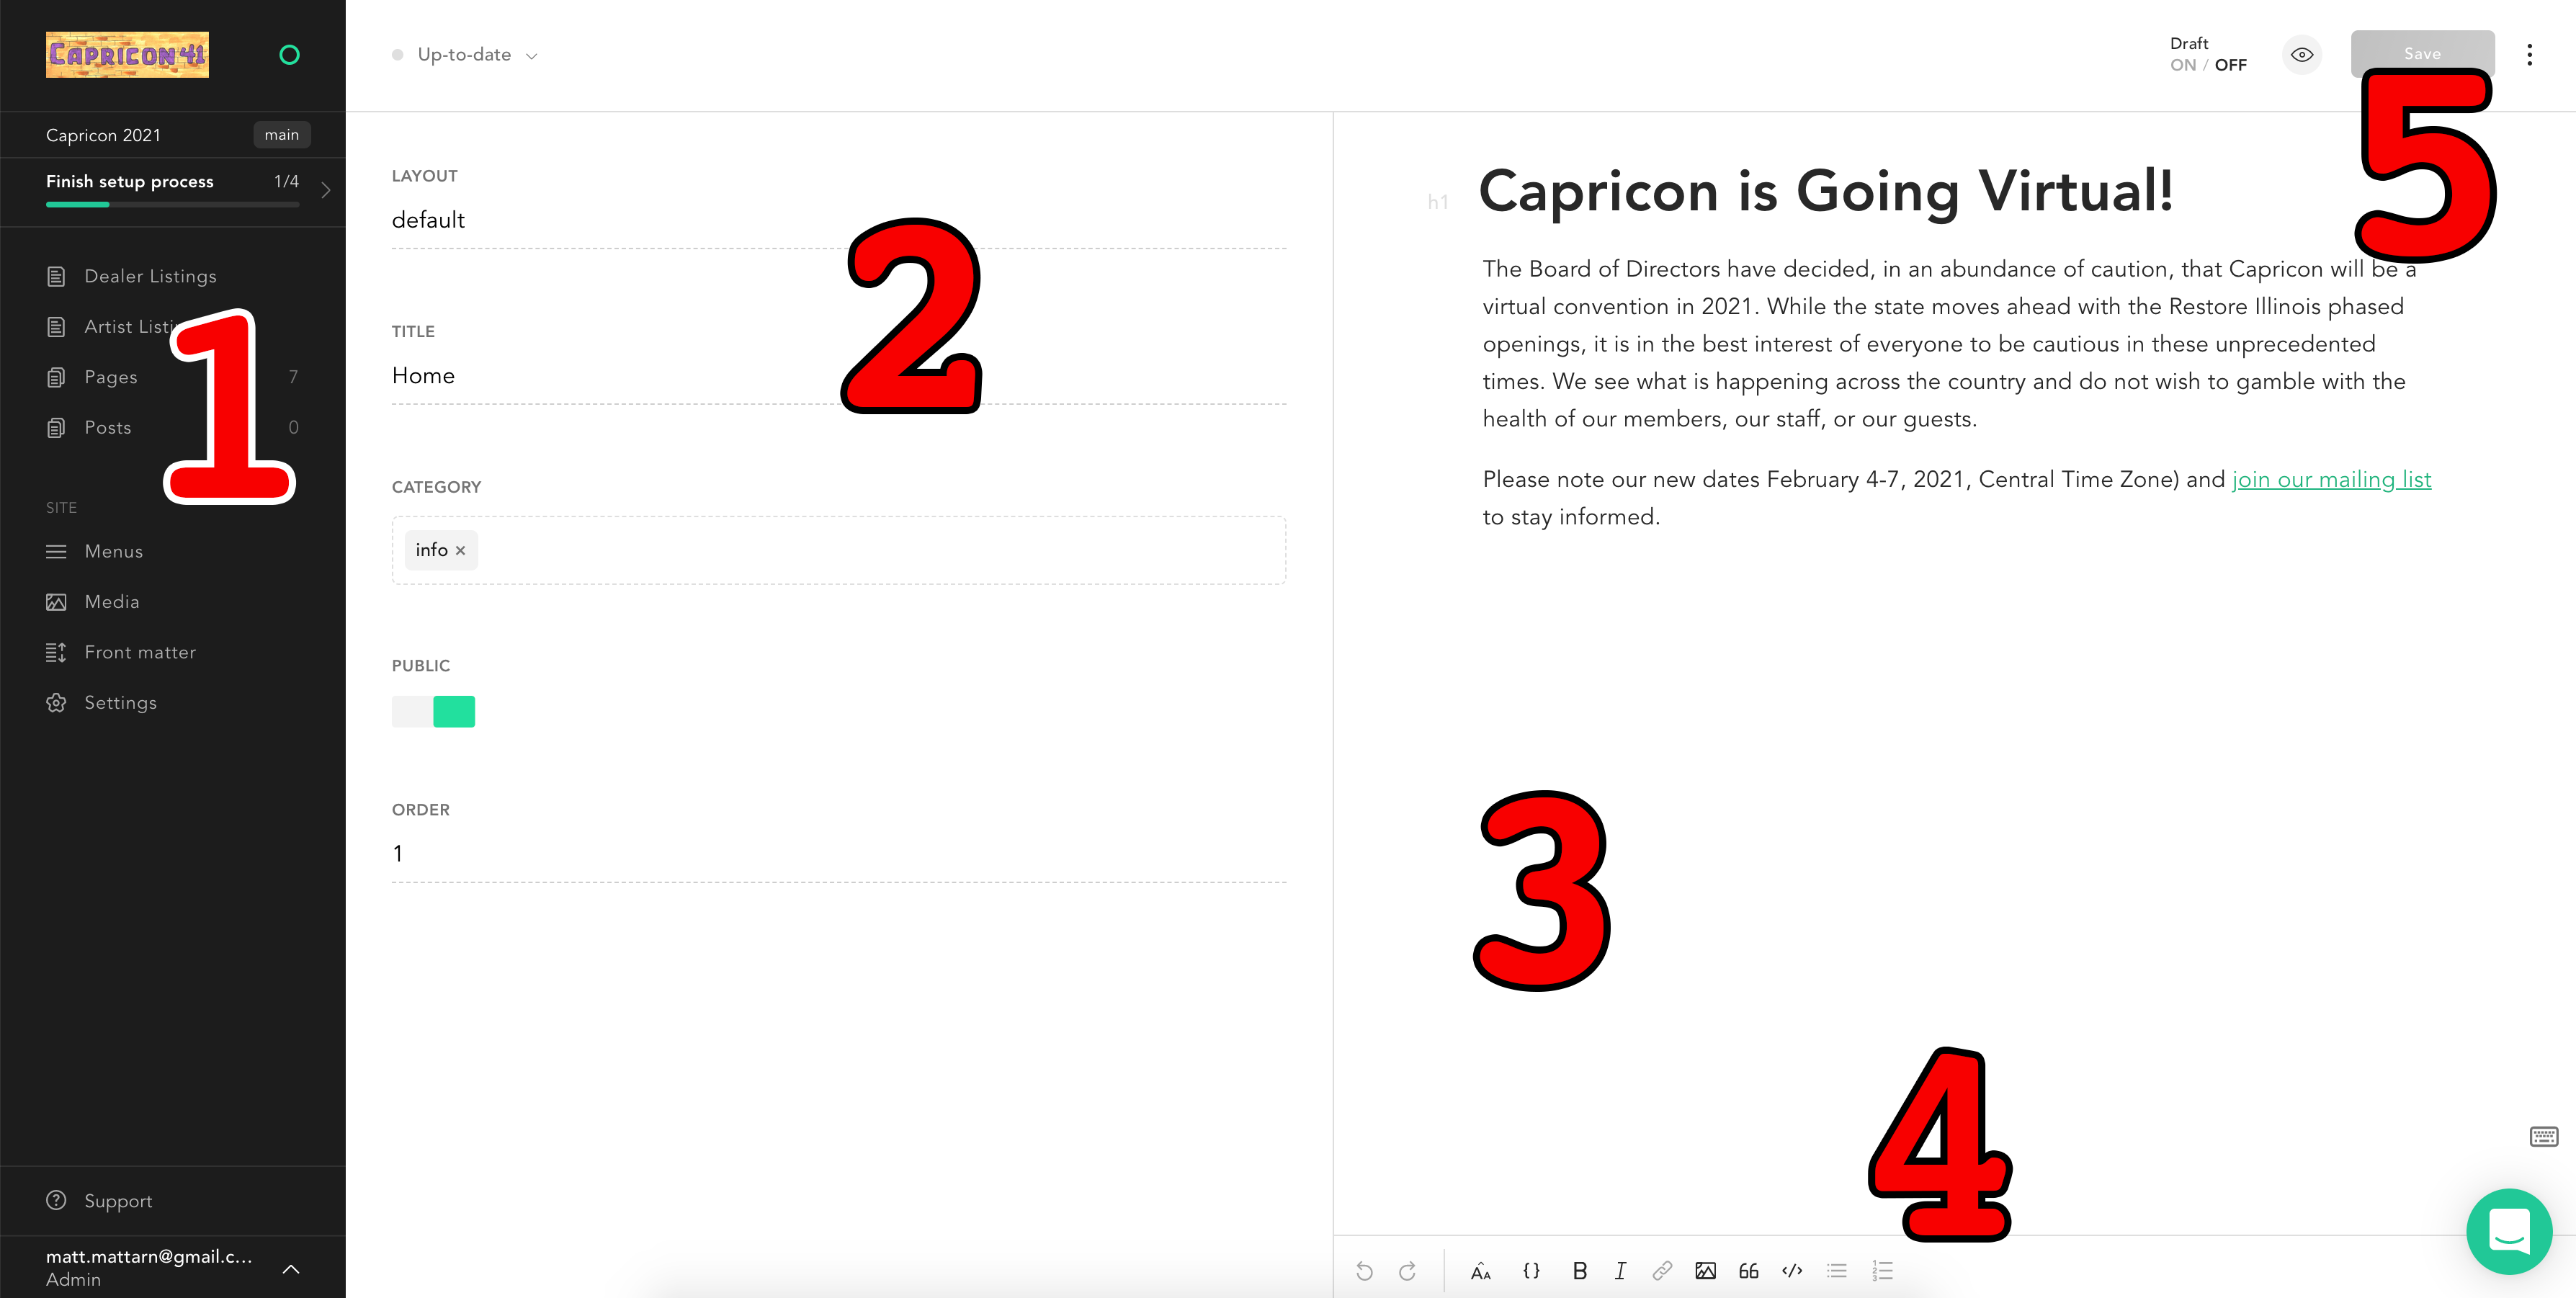 CAPRICON 41
Capricon 2021
main
Finish setup process
1/4
Dealer Listings
Artist Listi
Pages
7
Posts
0
1
SITE
Menus
Media
Front matter
Settings
Support
matt.mattarn@gmail.c...
Admin
Up-to-date
Draft
ON / OFF
Save
5
LAYOUT
default
2
TITLE
Home
CATEGORY
info ×
PUBLIC
ORDER
1
h1
Capricon is Going Virtual!
The Board of Directors have decided, in an abundance of caution, that Capricon will be a
virtual convention in 2021. While the state moves ahead with the Restore Illinois phased
openings, it is in the best interest of everyone to be cautious in these unprecedented
times. We see what is happening across the country and do not wish to gamble with the
health of our members, our staff, or our guests.
Please note our new dates February 4-7, 2021, Central Time Zone) and join our mailing list
to stay informed.
3
4
AA {} B I 66 </>